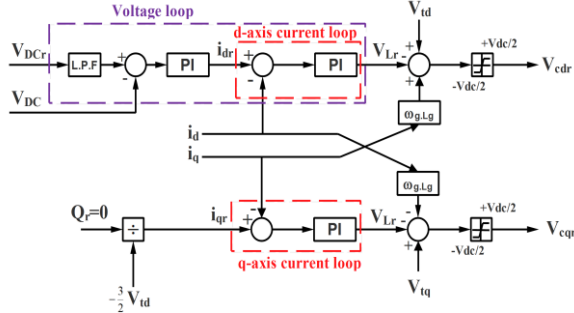 Voltage loop
V_td
d-axis current loop
V_DCr
L.P.F
+
-
PI
i_dr
+
-
PI
V_Lr
-
+
+
+Vdc/2
-Vdc/2
V_cdr
V_DC
ω_g.L_g
i_d
i_q
ω_g.L_g
Q_r=0
÷
i_qr
-
+
PI
V_Lr
-
-
+
+Vdc/2
-Vdc/2
V_cqr
q-axis current loop
-3/2 V_td
V_tq